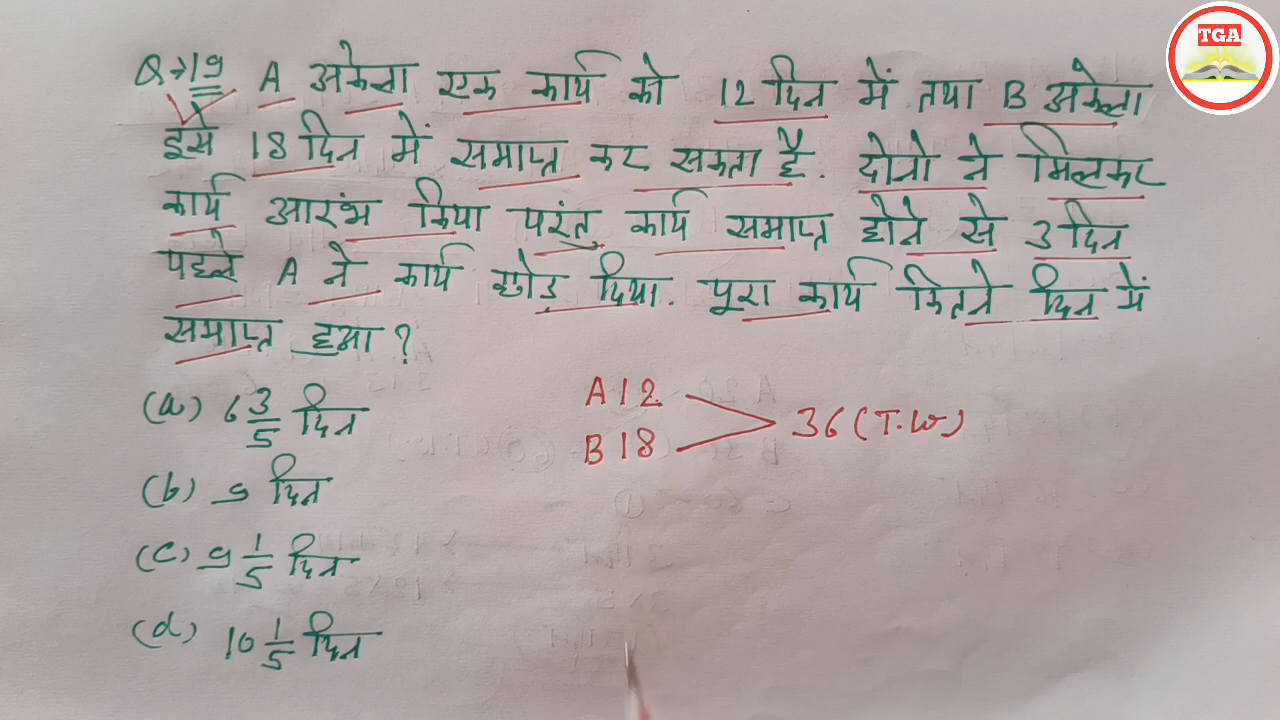 TGA
Q→19 A अकेला एक कार्य को 12 दिन में तथा B अकेला
इसे 18 दिन में समाप्त कर सकता है. दोनो ने मिलकर
कार्य आरंभ किया परंतु कार्य समाप्त होने से 3 दिन
पहले A ने कार्य छोड़ दिया. पूरा कार्य कितने दिन में
समाप्त हुआ?
(a) 6 3/5 दिन
(b) 9 दिन
(c) 9 1/5 दिन
(d) 10 1/5 दिन
A 12
B 18
36 (T.W)